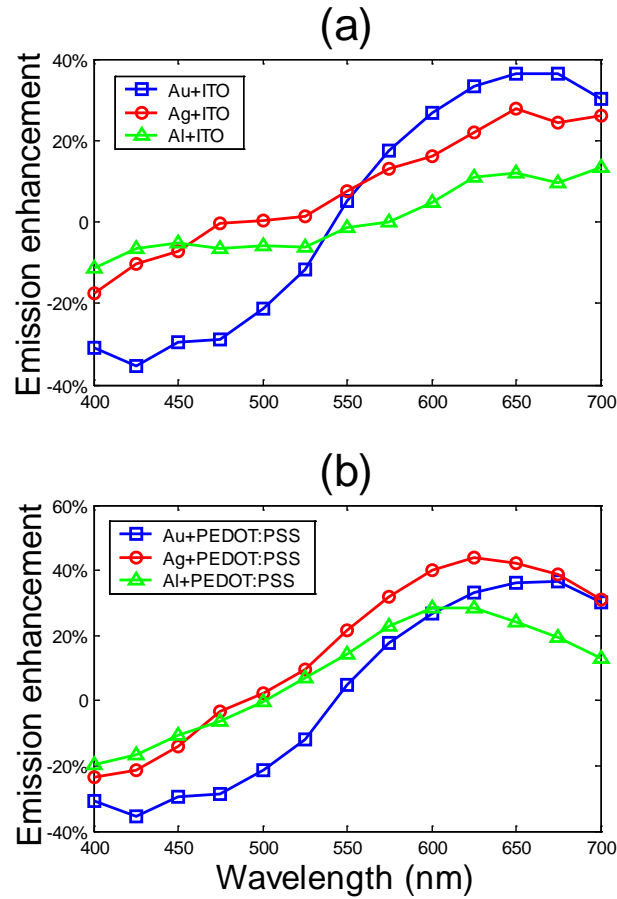 (a)
Emission enhancement
40%
20%
0
-20%
-40%
Au+ITO
Ag+ITO
Al+ITO
400
450
500
550
600
650
700
(b)
Emission enhancement
60%
40%
20%
0
-20%
-40%
Au+PEDOT:PSS
Ag+PEDOT:PSS
Al+PEDOT:PSS
400
450
500
550
600
650
700
Wavelength (nm)